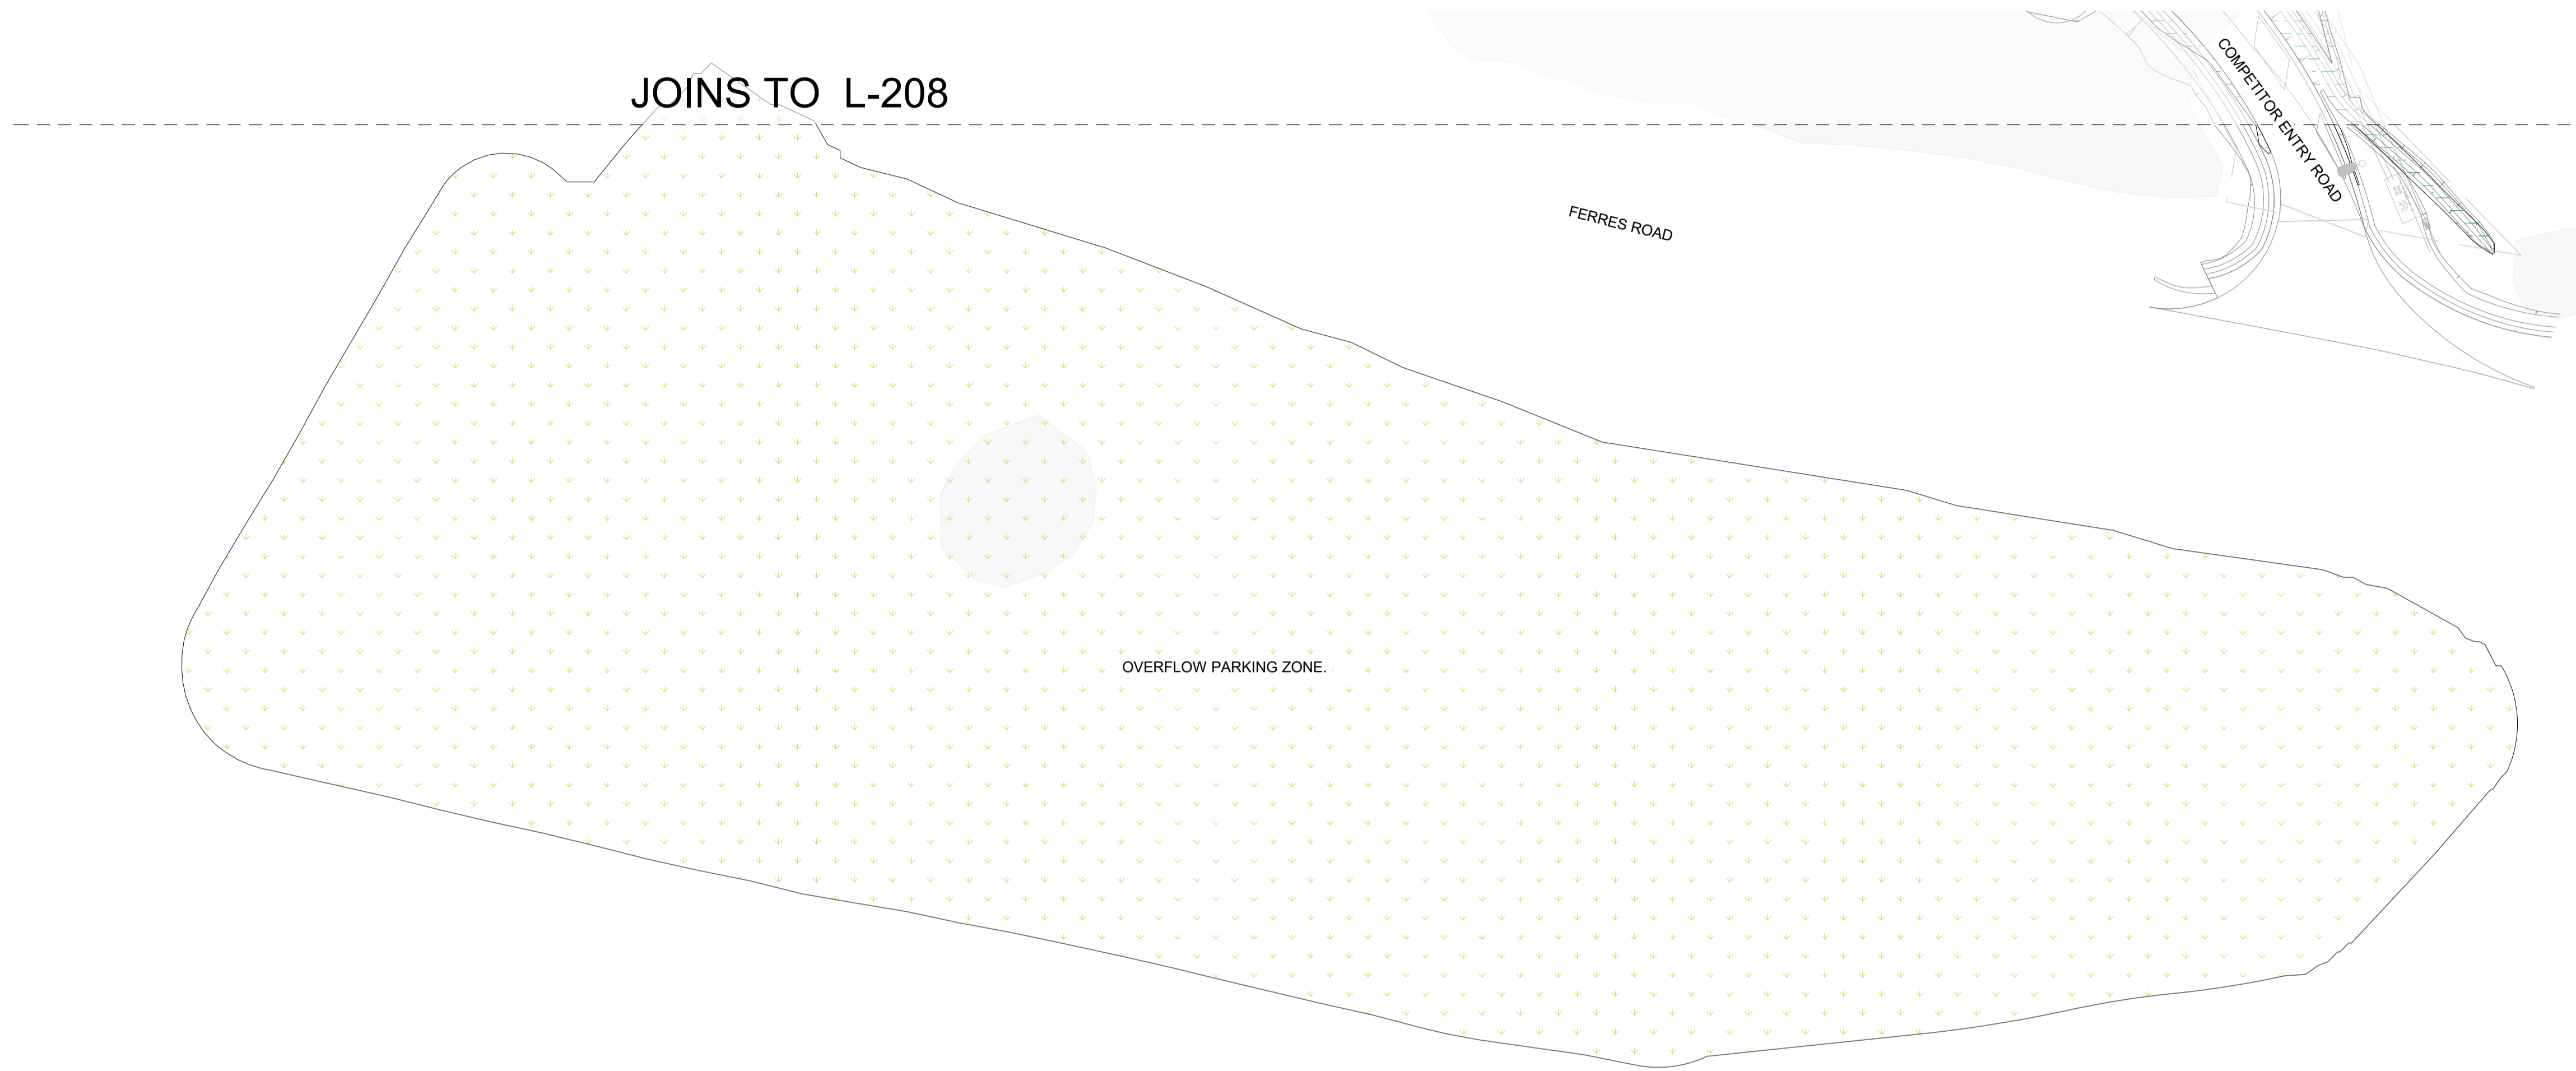 JOINS TO L-208
COMPETITOR ENTRY ROAD
FERRES ROAD
OVERFLOW PARKING ZONE.